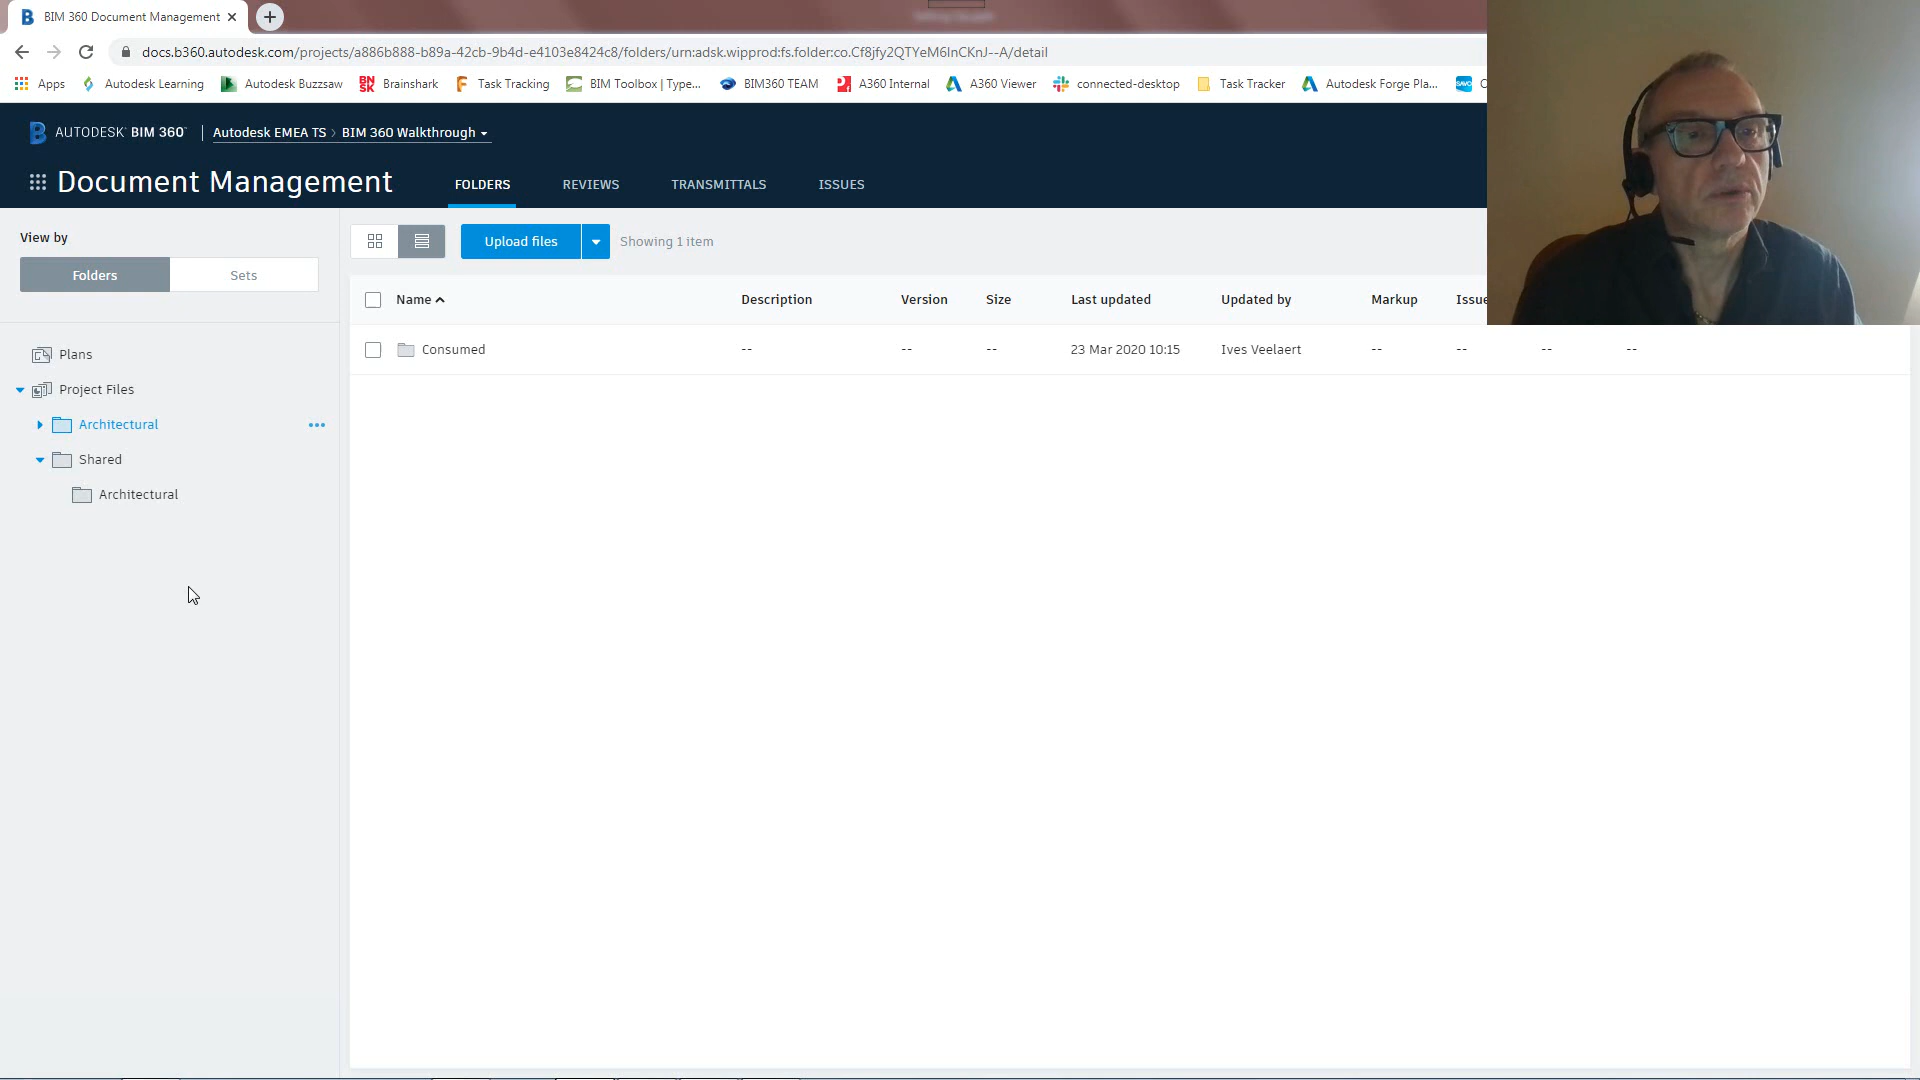 BIM 360 Document Management
docs.b360.autodesk.com/projects/a886b888-b89a-42cb-9b4d-e4103e8424c8/folders/urn:adsk.wipprod:fs.folder:co.Cf8jfy2QTYeM6lnCKnJ--A/detail
Apps Autodesk Learning Autodesk Buzzsaw BN Brainshark Task Tracking BIM Toolbox | Type... BIM360 TEAM A360 Internal A360 Viewer connected-desktop Task Tracker Autodesk Forge Pla...
AUTODESK BIM 360 Autodesk EMEA TS > BIM 360 Walkthrough
Document Management FOLDERS REVIEWS TRANSMITTALS ISSUES
View by
Folders Sets
Upload files Showing 1 item
Name Description Version Size Last updated Updated by Markup Issue
Consumed -- -- -- 23 Mar 2020 10:15 Ives Veelaert -- -- -- --
Plans
Project Files
Architectural
Shared
Architectural